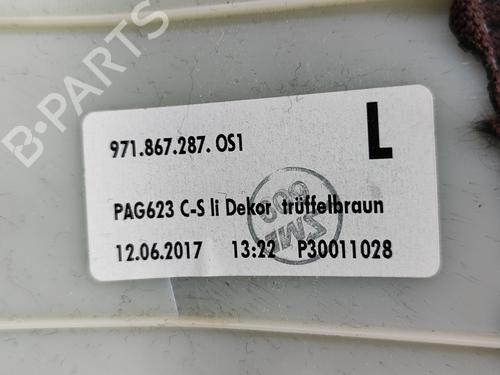 B-PARTS
971.867.287. OS1
L
PAG623 C-S li Dekor trüffelbraun
12.06.2017 13:22 P30011028